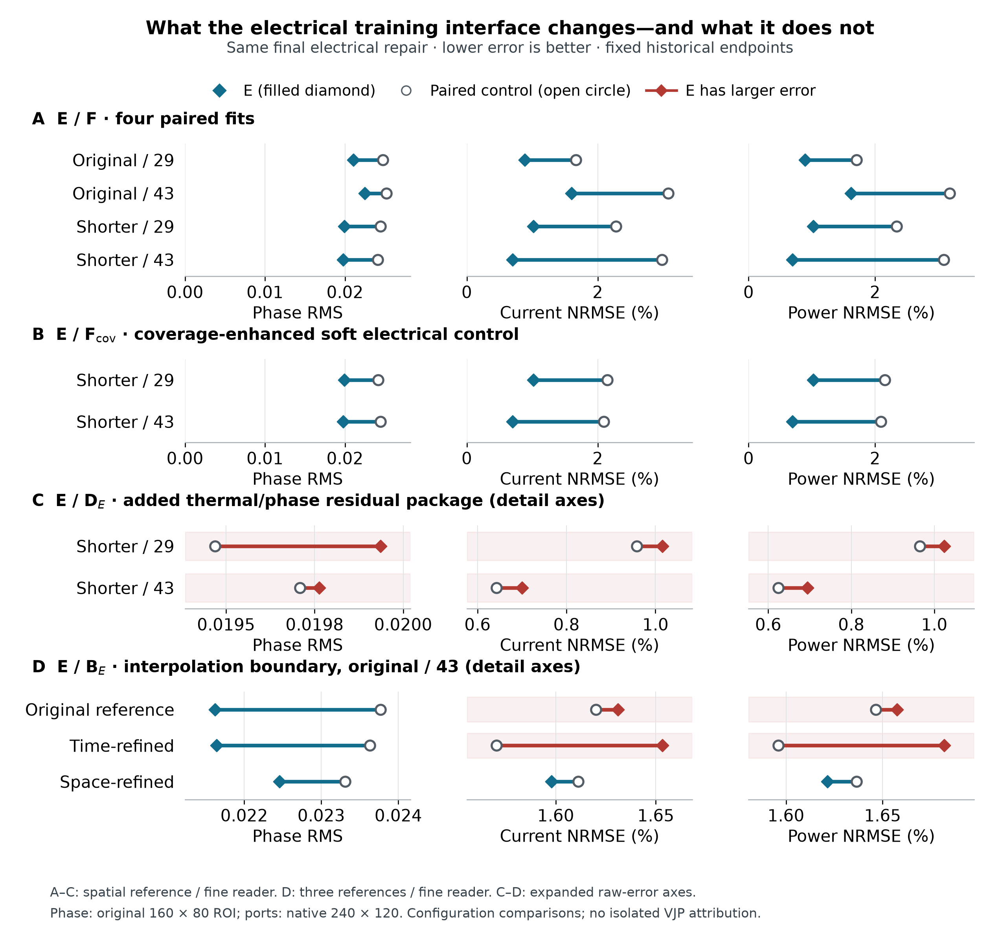 What the electrical training interface changes—and what it does not
Same final electrical repair · lower error is better · fixed historical endpoints
E (filled diamond) Paired control (open circle) E has larger error
A E / F · four paired fits
Original / 29
Original / 43
Shorter / 29
Shorter / 43
0.00 0.01 0.02 0 2 0 2
Phase RMS Current NRMSE (%) Power NRMSE (%)
B E / Fcov · coverage-enhanced soft electrical control
Shorter / 29
Shorter / 43
0.00 0.01 0.02 0 2 0 2
Phase RMS Current NRMSE (%) Power NRMSE (%)
C E / DE · added thermal/phase residual package (detail axes)
Shorter / 29
Shorter / 43
0.0195 0.0198 0.0200 0.6 0.8 1.0 0.6 0.8 1.0
Phase RMS Current NRMSE (%) Power NRMSE (%)
D E / BE · interpolation boundary, original / 43 (detail axes)
Original reference
Time-refined
Space-refined
0.022 0.023 0.024 1.60 1.65 1.60 1.65
Phase RMS Current NRMSE (%) Power NRMSE (%)
A–C: spatial reference / fine reader. D: three references / fine reader. C–D: expanded raw-error axes.
Phase: original 160 × 80 ROI; ports: native 240 × 120. Configuration comparisons; no isolated VJP attribution.